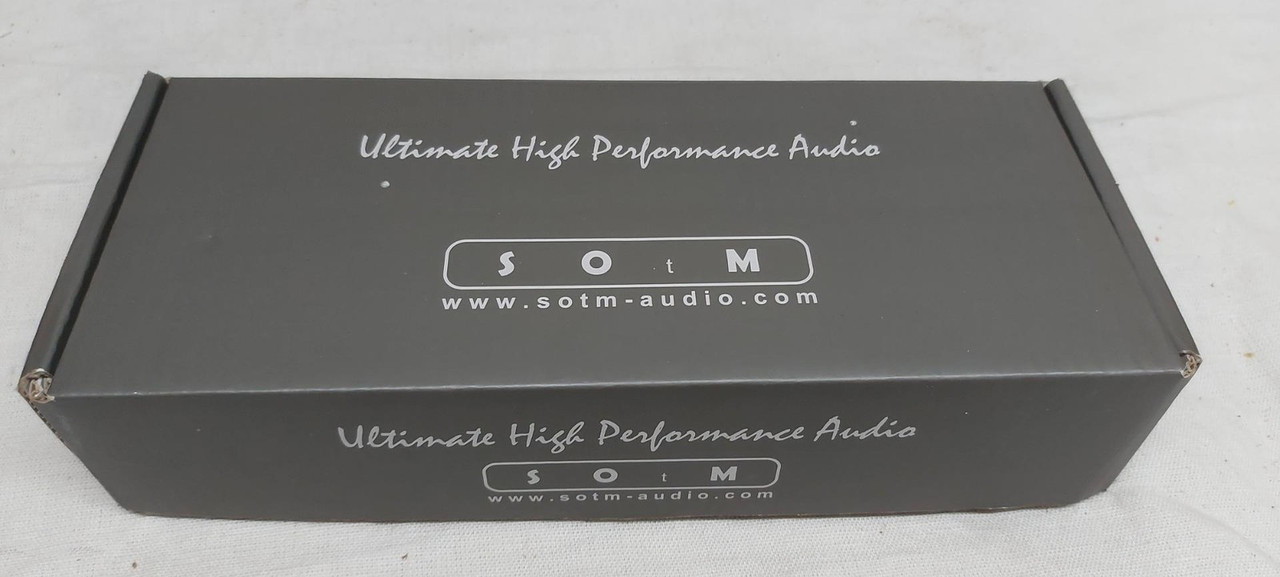 Ultimate High Performance Audio
S O t M
www.sotm-audio.com
Ultimate High Performance Audio
S O t M
www.sotm-audio.com